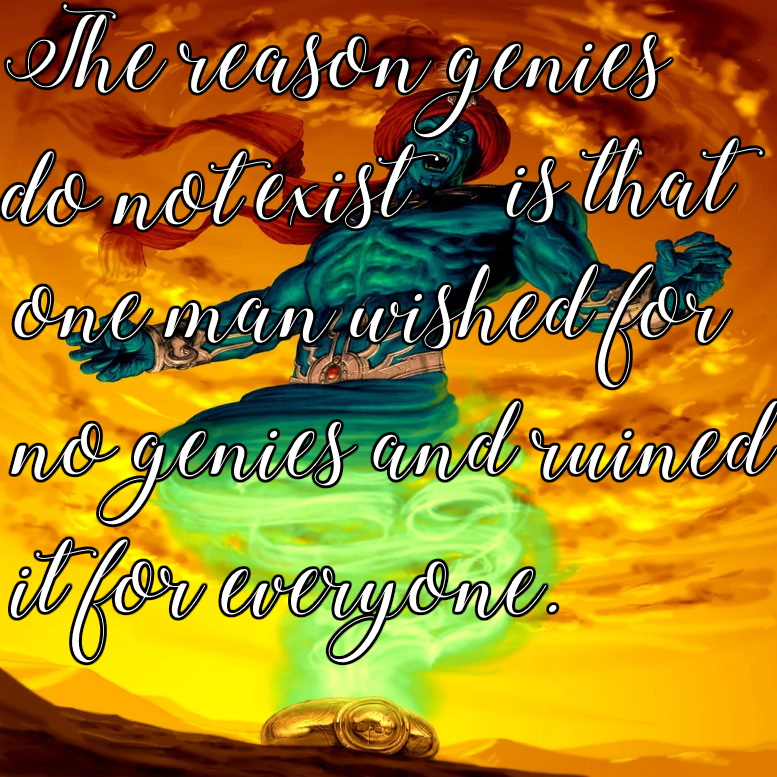 The reason genies
do not exist is that
one man wished for
no genies and ruined
it for everyone.